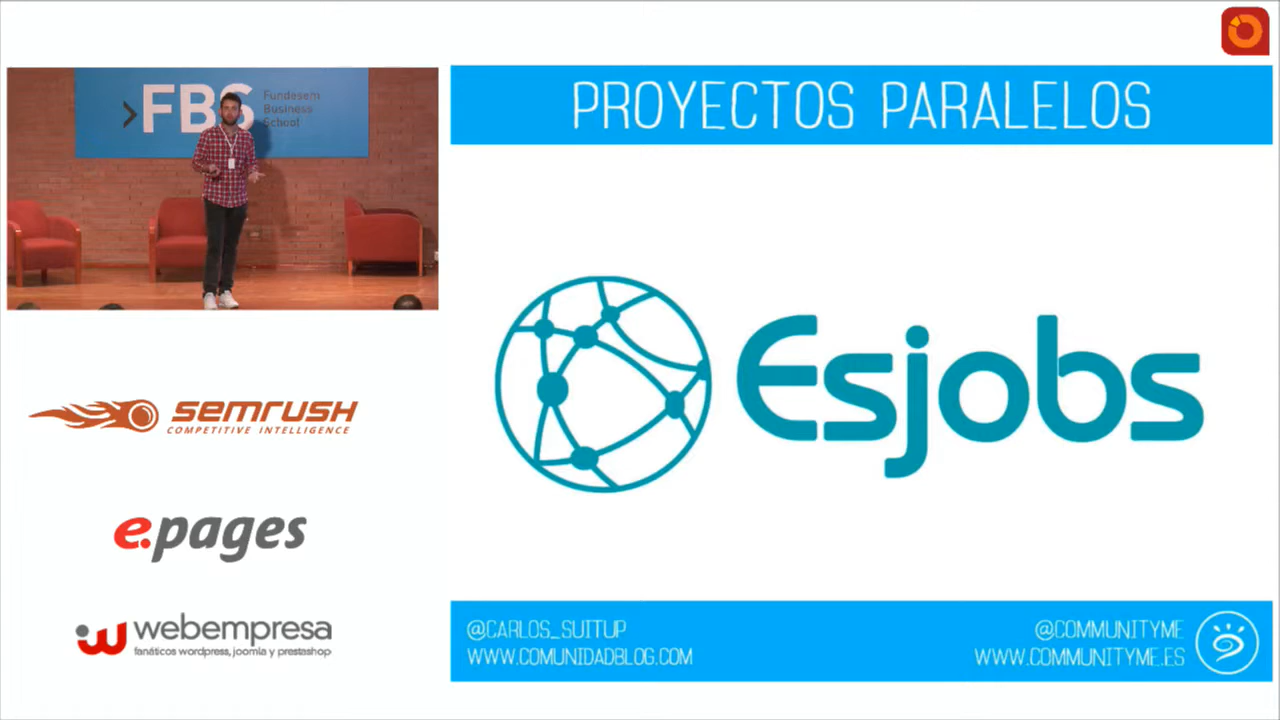 FBS
Fundesem
Business
School
PROYECTOS PARALELOS
Esjobs
semrush
COMPETITIVE INTELLIGENCE
e.pages
webempresa
fanáticos wordpress, joomla y prestashop
@CARLOS_SUITUP
WWW.COMUNIDADBLOG.COM
@COMMUNITYME
WWW.COMMUNITYME.ES